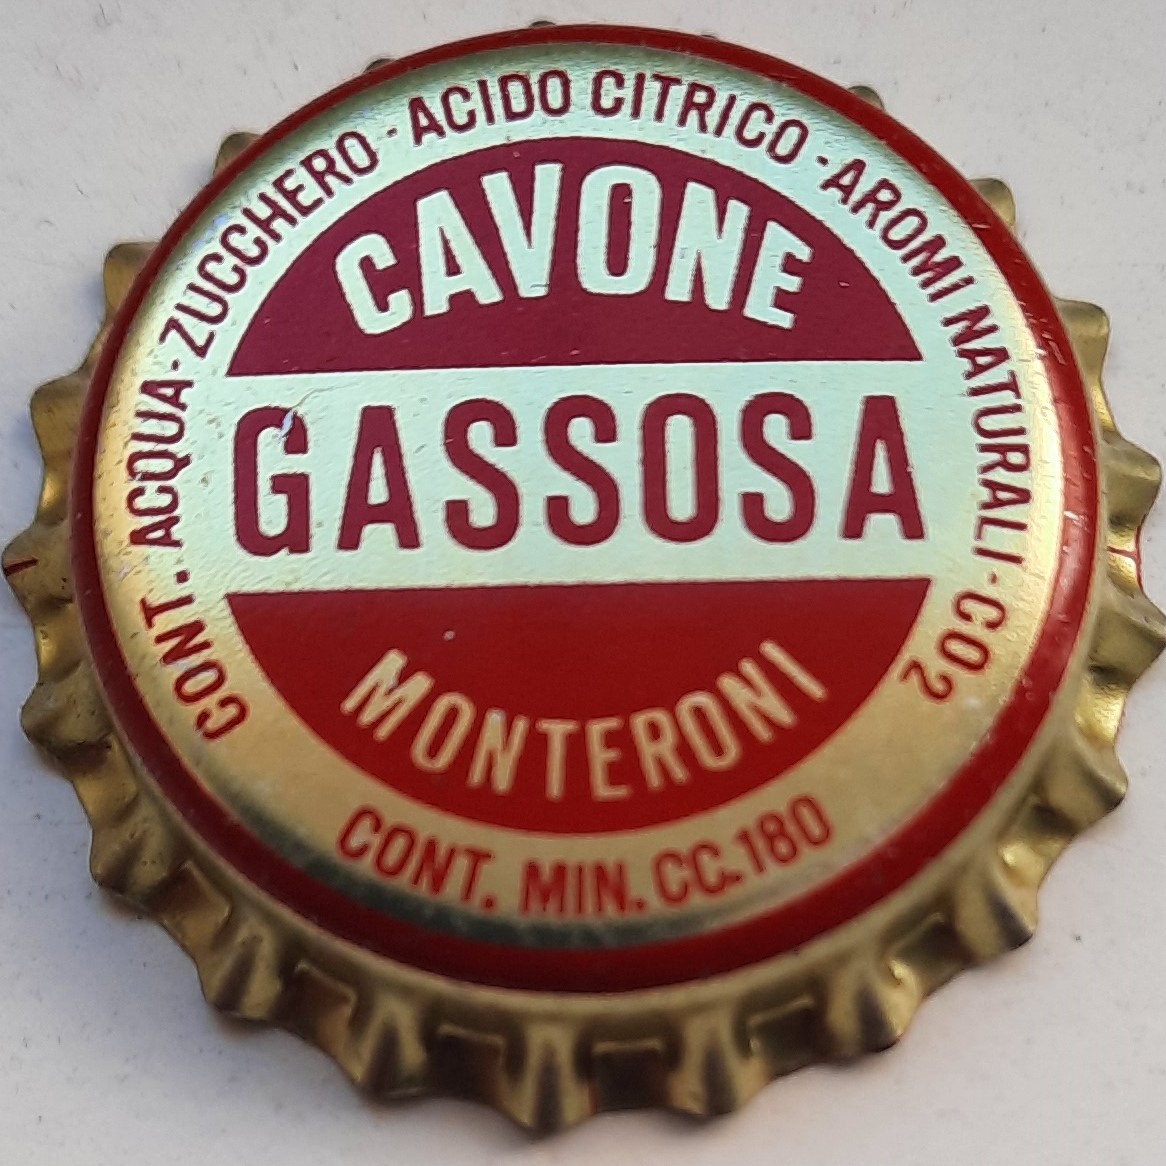 CONT. ACQUA-ZUCCHERO-ACIDO CITRICO-AROMI NATURALI-CO2
CAVONE
GASSOSA
MONTERONI
CONT. MIN. CC. 180